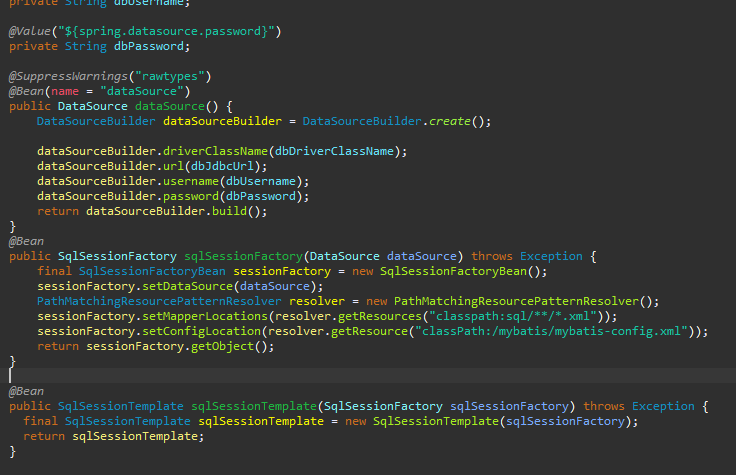 private String dbUsername;
@Value("${spring.datasource.password}")
private String dbPassword;
@SuppressWarnings("rawtypes")
@Bean(name = "dataSource")
public DataSource dataSource() {
    DataSourceBuilder dataSourceBuilder = DataSourceBuilder.create();
    dataSourceBuilder.driverClassName(dbDriverClassName);
    dataSourceBuilder.url(dbJdbcUrl);
    dataSourceBuilder.username(dbUsername);
    dataSourceBuilder.password(dbPassword);
    return dataSourceBuilder.build();
}
@Bean
public SqlSessionFactory sqlSessionFactory(DataSource dataSource) throws Exception {
    final SqlSessionFactoryBean sessionFactory = new SqlSessionFactoryBean();
    sessionFactory.setDataSource(dataSource);
    PathMatchingResourcePatternResolver resolver = new PathMatchingResourcePatternResolver();
    sessionFactory.setMapperLocations(resolver.getResources("classpath:sql/**/*.xml"));
    sessionFactory.setConfigLocation(resolver.getResource("classPath:/mybatis/mybatis-config.xml"));
    return sessionFactory.getObject();
}
@Bean
public SqlSessionTemplate sqlSessionTemplate(SqlSessionFactory sqlSessionFactory) throws Exception {
  final SqlSessionTemplate sqlSessionTemplate = new SqlSessionTemplate(sqlSessionFactory);
  return sqlSessionTemplate;
}